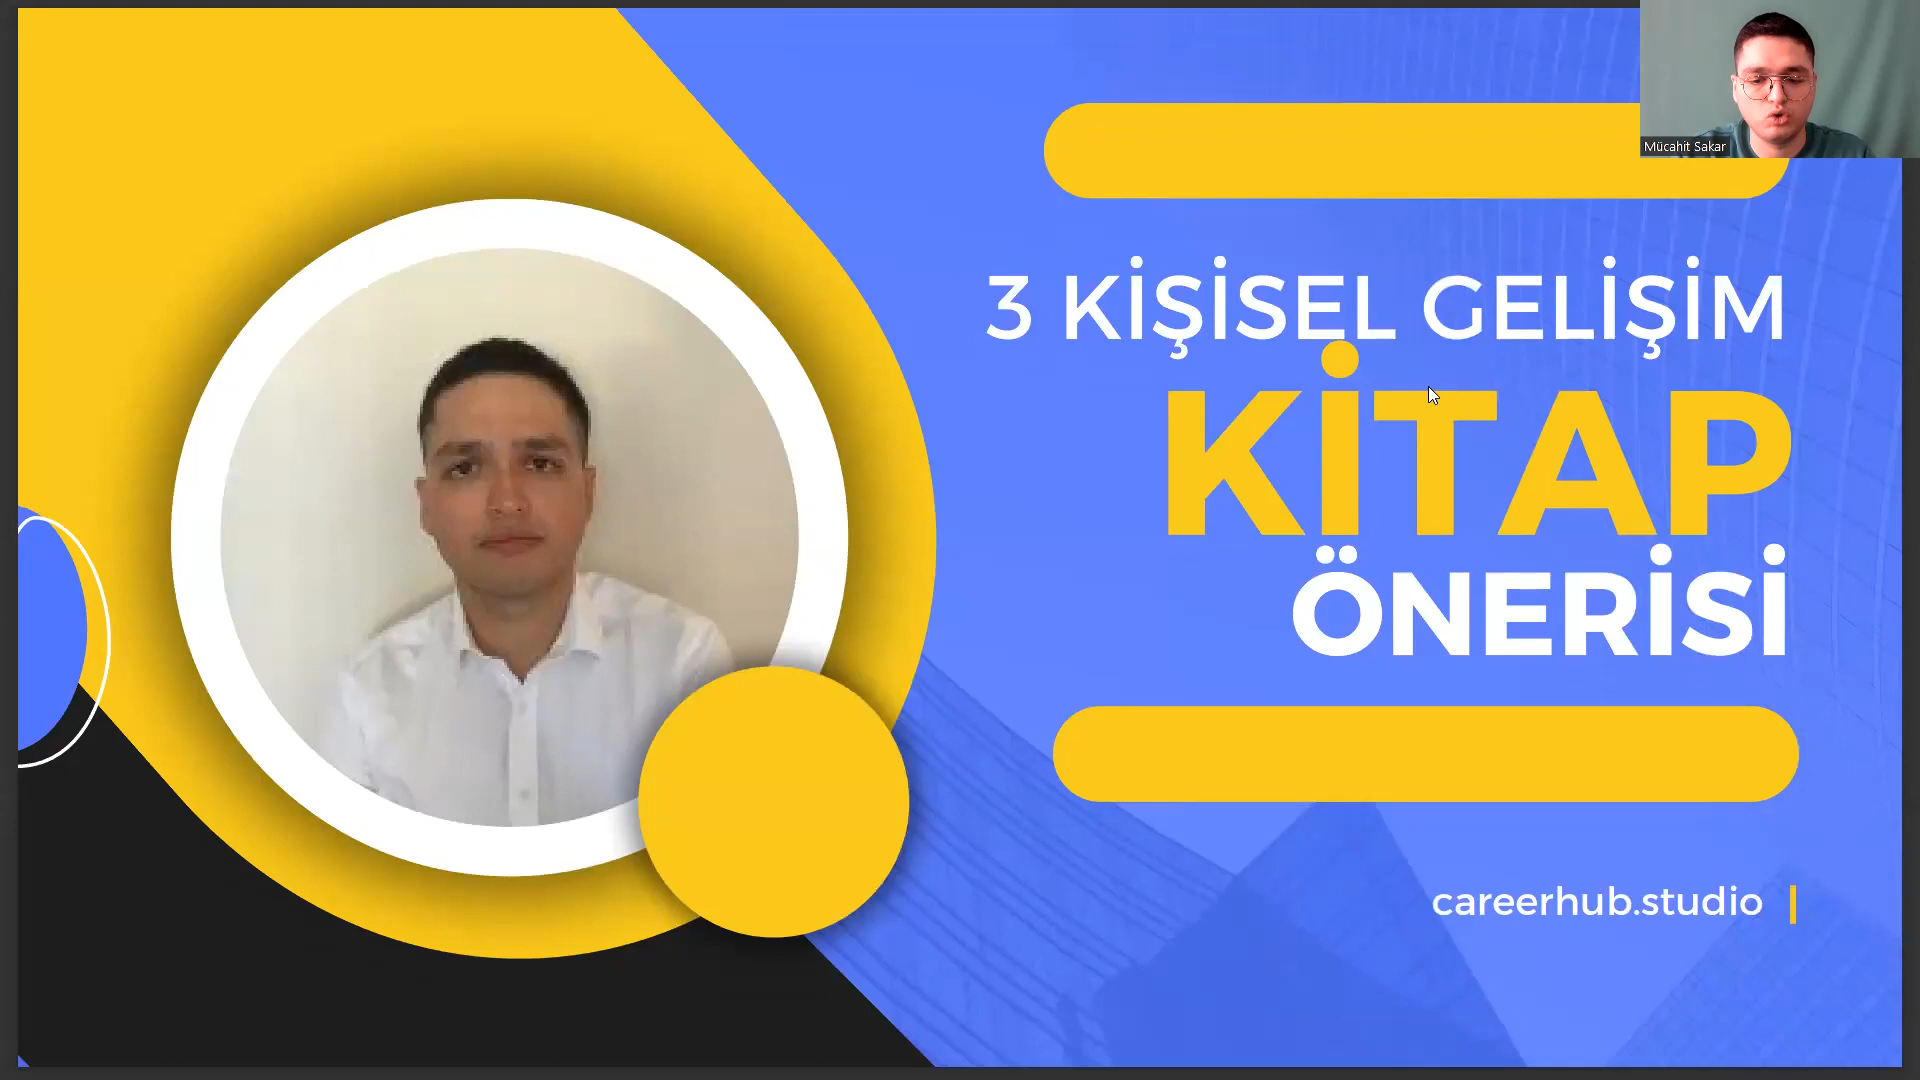 Mücahit Sakar
3 KİŞİSEL GELİŞİM
KİTAP
ÖNERİSİ
careerhub.studio